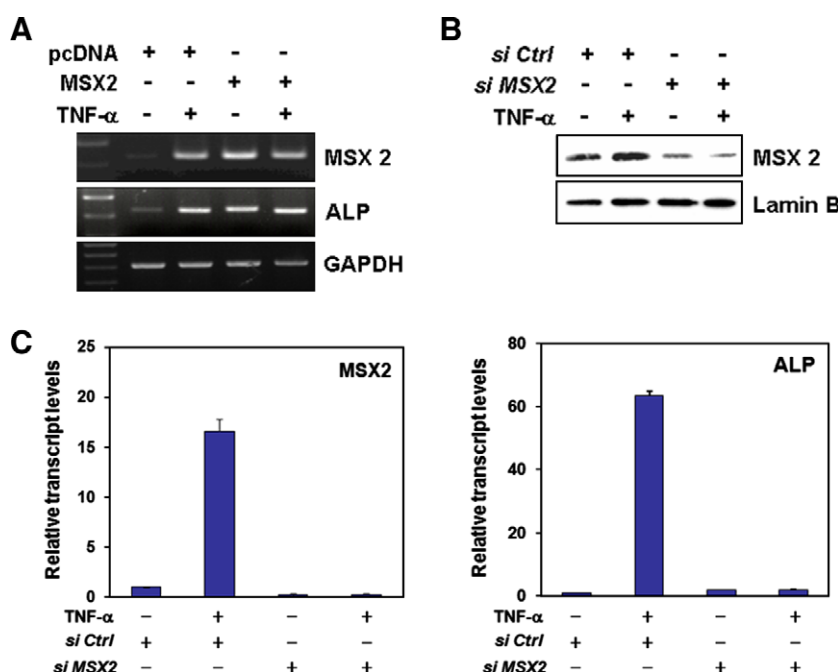 A
pcDNA + + - -
MSX2 - - + +
TNF-α - + - +
MSX 2
ALP
GAPDH
B
si Ctrl + + - -
si MSX2 - - + +
TNF-α - + - +
MSX 2
Lamin B
C
Relative transcript levels
25
20
15
10
5
0
MSX2
TNF-α – + – +
si Ctrl + + – –
si MSX2 – – + +
Relative transcript levels
80
60
40
20
0
ALP
TNF-α – + – +
si Ctrl + + – –
si MSX2 – – + +